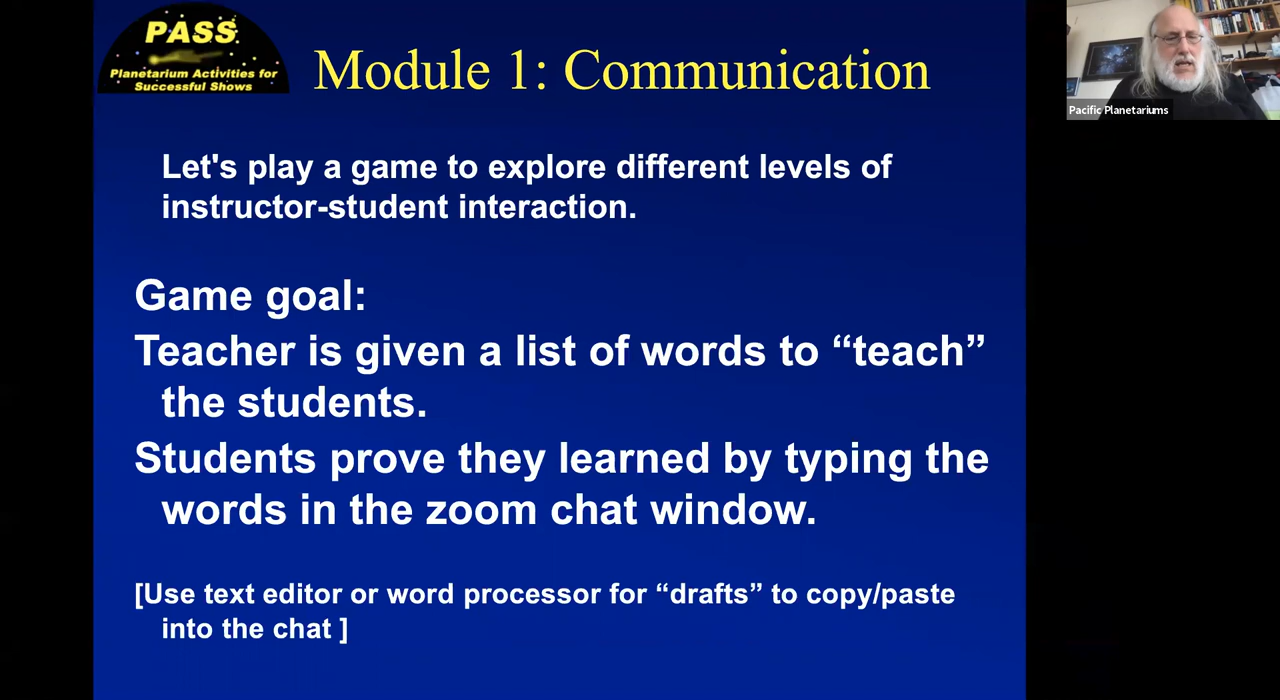 PASS
Planetarium Activities for
Successful Shows
Module 1: Communication
Pacific Planetariums
Let's play a game to explore different levels of
instructor-student interaction.
Game goal:
Teacher is given a list of words to “teach”
the students.
Students prove they learned by typing the
words in the zoom chat window.
[Use text editor or word processor for “drafts” to copy/paste
into the chat ]